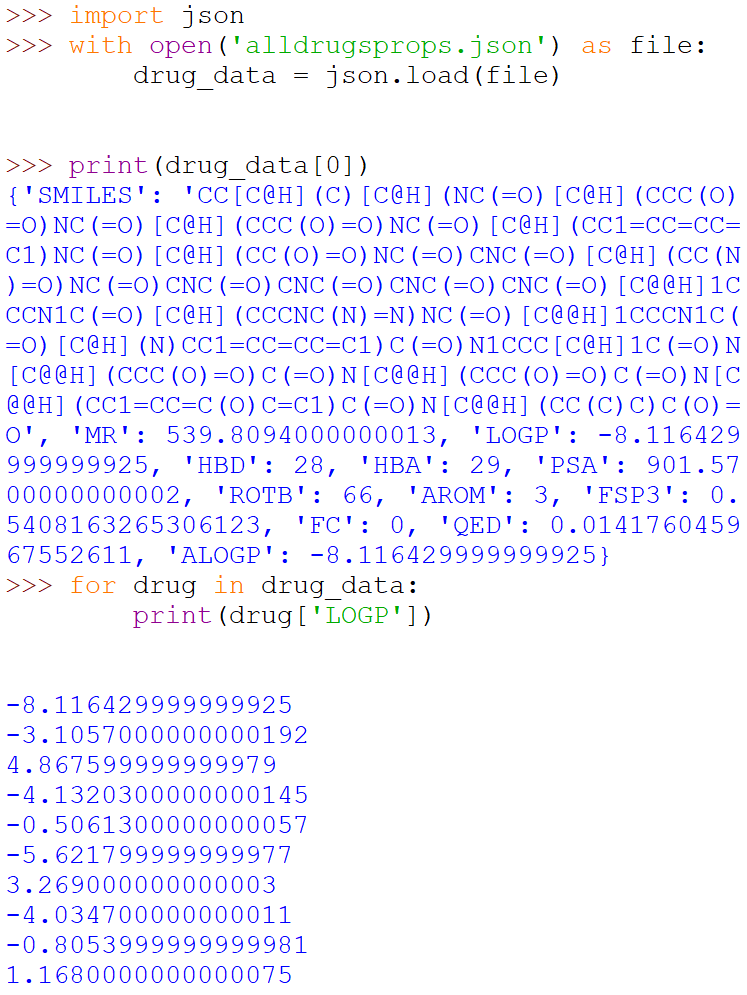 >>> import json
>>> with open('alldrugsprops.json') as file:
        drug_data = json.load(file)
>>> print(drug_data[0])
{'SMILES': 'CC[C@H](C)[C@H](NC(=O)[C@H](CCC(O)
=O)NC(=O)[C@H](CCC(O)=O)NC(=O)[C@H](CC1=CC=CC=
C1)NC(=O)[C@H](CC(O)=O)NC(=O)CNC(=O)[C@H](CC(N
)=O)NC(=O)CNC(=O)CNC(=O)CNC(=O)CNC(=O)[C@@H]1C
CCN1C(=O)[C@H](CCCNC(N)=N)NC(=O)[C@@H]1CCCN1C(
=O)[C@H](N)CC1=CC=CC=C1)C(=O)N1CCC[C@H]1C(=O)N
[C@@H](CCC(O)=O)C(=O)N[C@@H](CCC(O)=O)C(=O)N[C
@@H](CC1=CC=C(O)C=C1)C(=O)N[C@@H](CC(C)C)C(O)=
O', 'MR': 539.8094000000013, 'LOGP': -8.116429
999999925, 'HBD': 28, 'HBA': 29, 'PSA': 901.57
00000000002, 'ROTB': 66, 'AROM': 3, 'FSP3': 0.
5408163265306123, 'FC': 0, 'QED': 0.0141760459
67552611, 'ALOGP': -8.116429999999925}
>>> for drug in drug_data:
        print(drug['LOGP'])
-8.116429999999925
-3.1057000000000192
4.867599999999979
-4.1320300000000145
-0.5061300000000057
-5.621799999999977
3.269000000000003
-4.034700000000011
-0.8053999999999981
1.1680000000000075